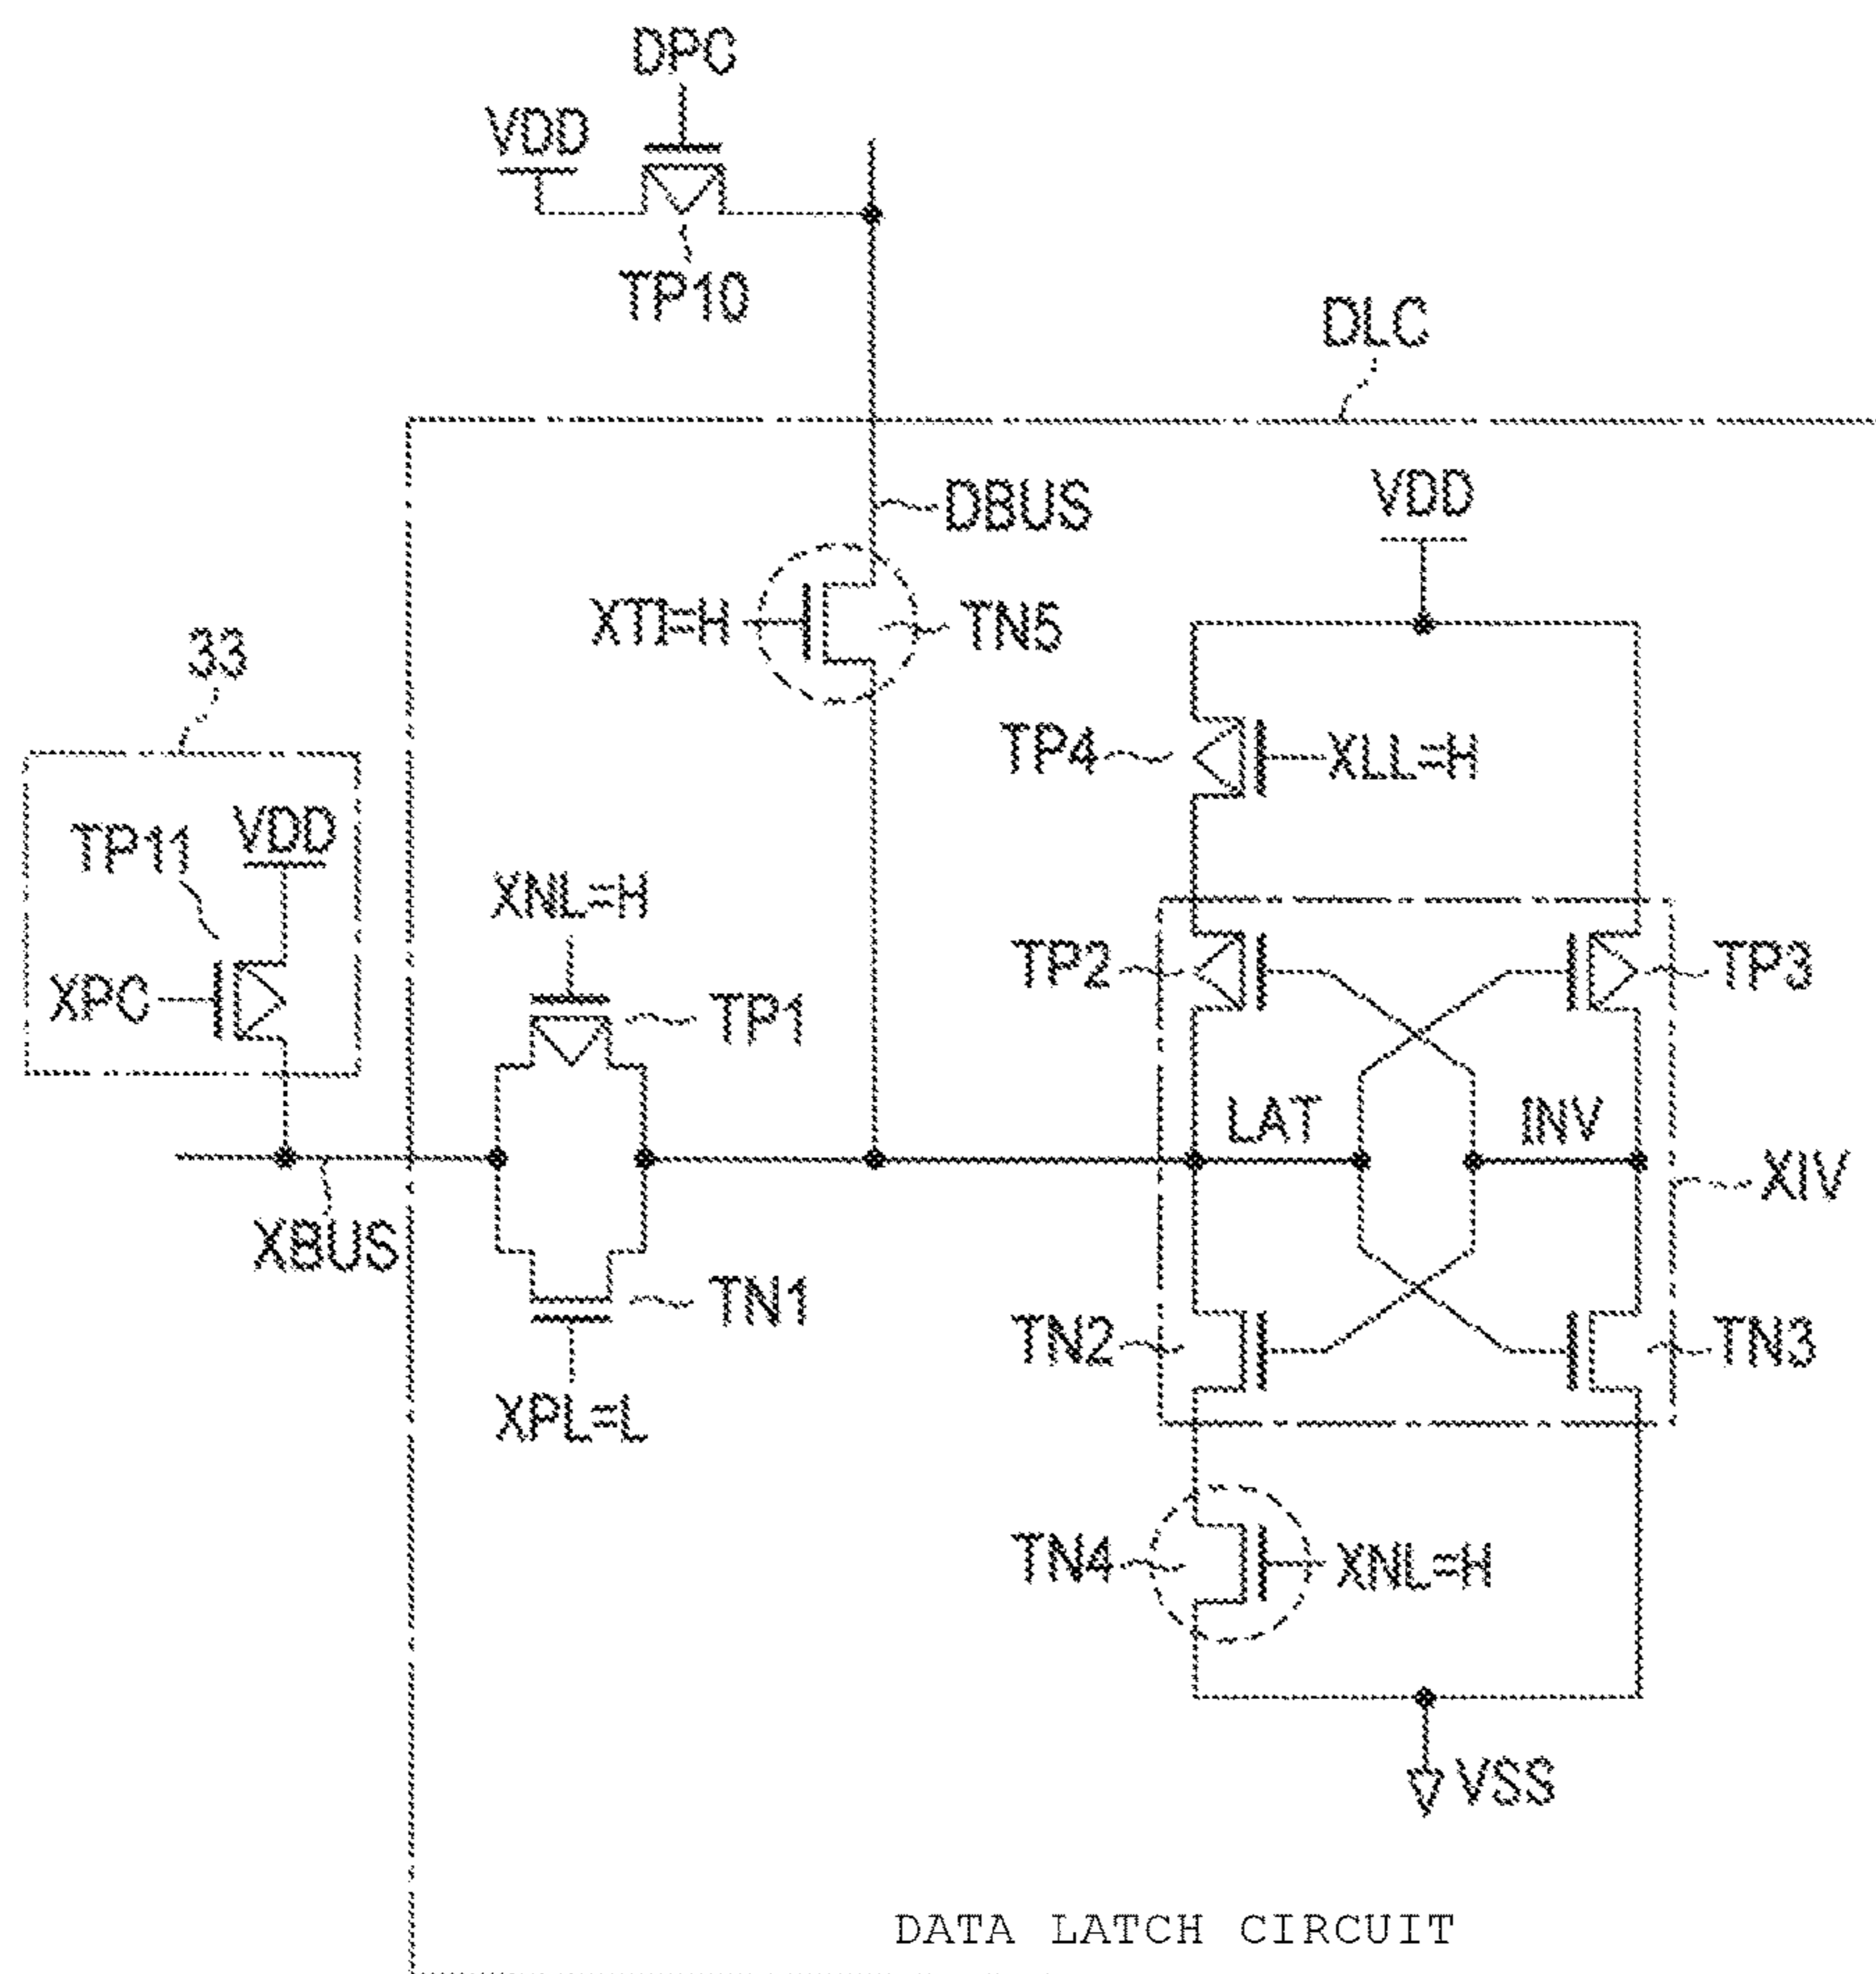 DPC
VDD
TP10
DLC
DBUS
VDD
XTI=H
TN5
33
TP4
XLL=H
TP11
VDD
XNL=H
TP2
TP3
XPC
TP1
LAT
INV
XIV
XBUS
TN1
TN2
TN3
XPL=L
TN4
XNL=H
VSS
DATA LATCH CIRCUIT